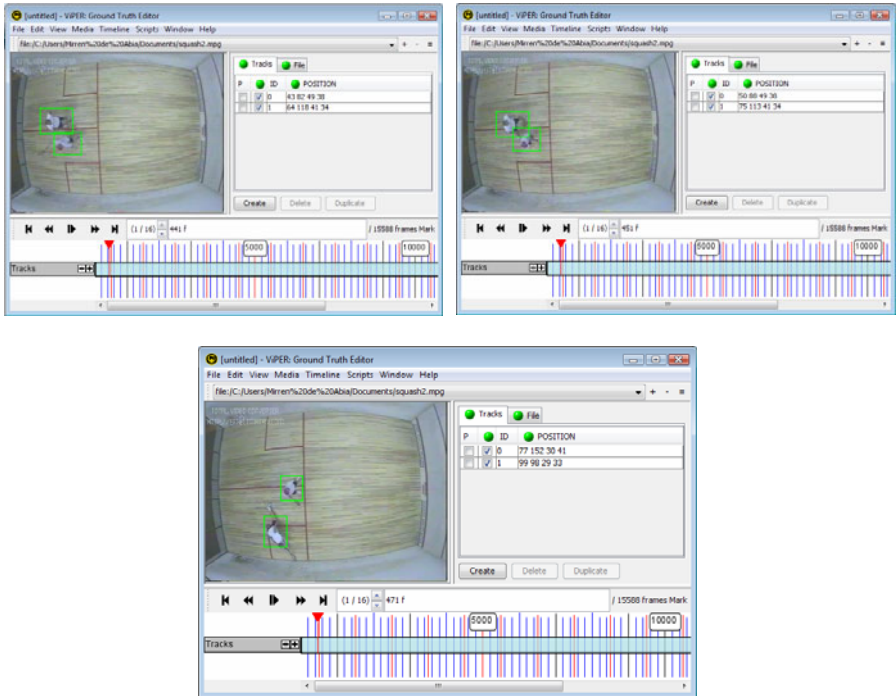 [untitled] - ViPER: Ground Truth Editor
File Edit View Media Timeline Scripts Window Help
file:/C:/Users/Mirren%20de%20Abia/Documents/squash2.mpg
Tracks File
P ID POSITION
0 43 82 49 38
1 64 118 41 34
Create Delete Duplicate
(1 / 16) 441 f / 15588 frames Mark
5000 10000
Tracks
[untitled] - ViPER: Ground Truth Editor
File Edit View Media Timeline Scripts Window Help
file:/C:/Users/Mirren%20de%20Abia/Documents/squash2.mpg
Tracks File
P ID POSITION
0 50 86 49 38
1 75 113 41 34
Create Delete Duplicate
(1 / 16) 451 f / 15588 frames Mark
5000 10000
Tracks
[untitled] - ViPER: Ground Truth Editor
File Edit View Media Timeline Scripts Window Help
file:/C:/Users/Mirren%20de%20Abia/Documents/squash2.mpg
Tracks File
P ID POSITION
0 77 152 30 41
1 99 98 29 33
Create Delete Duplicate
(1 / 16) 471 f / 15588 frames Mark
5000 10000
Tracks